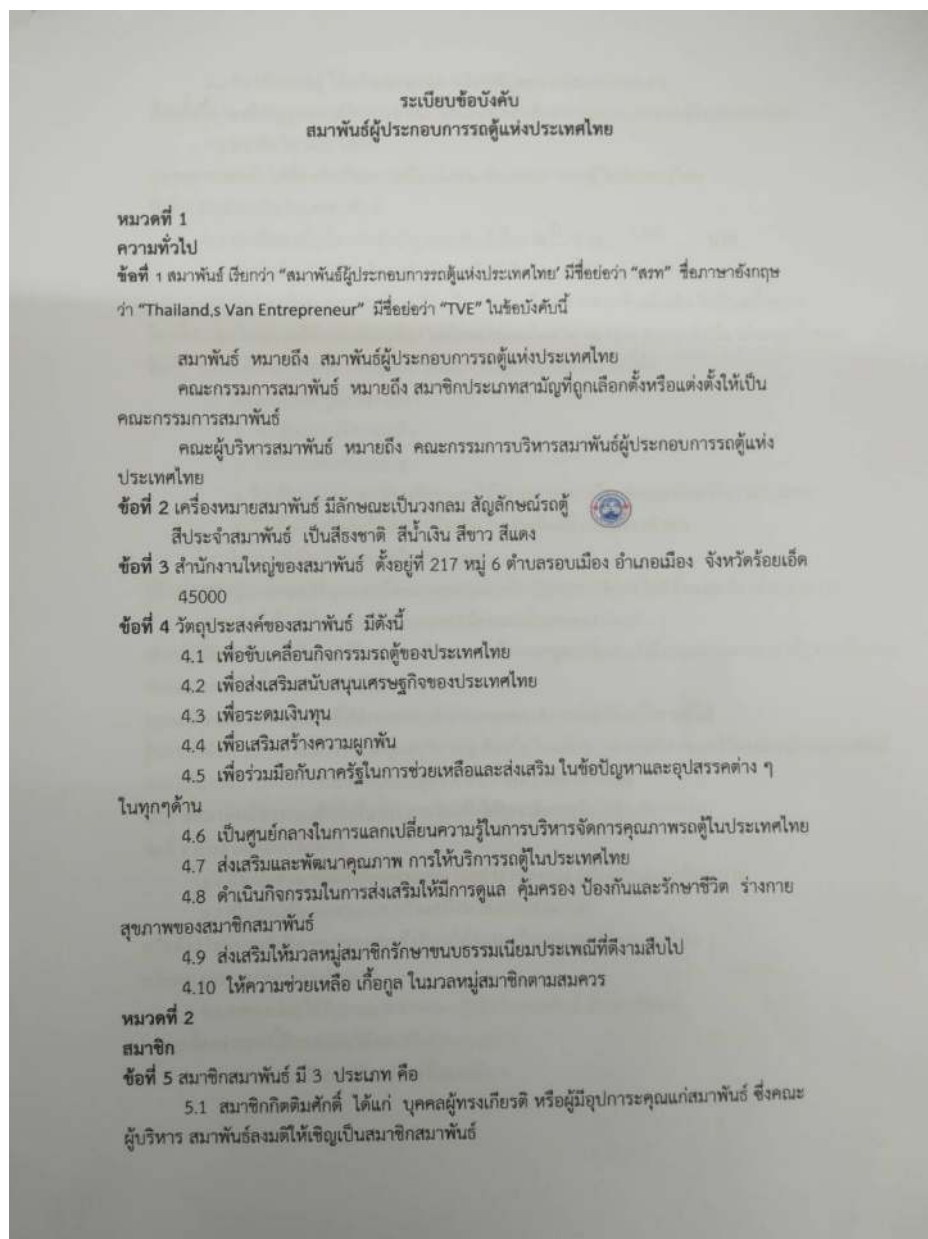 ระเบียบข้อบังคับ
สมาพันธ์ผู้ประกอบการรถตู้แห่งประเทศไทย
หมวดที่ 1
ความทั่วไป
ข้อที่ 1 สมาพันธ์ เรียกว่า “สมาพันธ์ผู้ประกอบการรถตู้แห่งประเทศไทย’ มีชื่อย่อว่า “สรท” ชื่อภาษาอังกฤษ
ว่า “Thailand,s Van Entrepreneur” มีชื่อย่อว่า “TVE” ในข้อบังคับนี้
สมาพันธ์ หมายถึง สมาพันธ์ผู้ประกอบการรถตู้แห่งประเทศไทย
คณะกรรมการสมาพันธ์ หมายถึง สมาชิกประเภทสามัญที่ถูกเลือกตั้งหรือแต่งตั้งให้เป็น
คณะกรรมการสมาพันธ์
คณะผู้บริหารสมาพันธ์ หมายถึง คณะกรรมการบริหารสมาพันธ์ผู้ประกอบการรถตู้แห่ง
ประเทศไทย
ข้อที่ 2 เครื่องหมายสมาพันธ์ มีลักษณะเป็นวงกลม สัญลักษณ์รถตู้
สีประจำสมาพันธ์ เป็นสีธงชาติ สีน้ำเงิน สีขาว สีแดง
ข้อที่ 3 สำนักงานใหญ่ของสมาพันธ์ ตั้งอยู่ที่ 217 หมู่ 6 ตำบลรอบเมือง อำเภอเมือง จังหวัดร้อยเอ็ด
45000
ข้อที่ 4 วัตถุประสงค์ของสมาพันธ์ มีดังนี้
4.1 เพื่อขับเคลื่อนกิจกรรมรถตู้ของประเทศไทย
4.2 เพื่อส่งเสริมสนับสนุนเศรษฐกิจของประเทศไทย
4.3 เพื่อระดมเงินทุน
4.4 เพื่อเสริมสร้างความผูกพัน
4.5 เพื่อร่วมมือกับภาครัฐในการช่วยเหลือและส่งเสริม ในข้อปัญหาและอุปสรรคต่าง ๆ
ในทุกๆด้าน
4.6 เป็นศูนย์กลางในการแลกเปลี่ยนความรู้ในการบริหารจัดการคุณภาพรถตู้ในประเทศไทย
4.7 ส่งเสริมและพัฒนาคุณภาพ การให้บริการรถตู้ในประเทศไทย
4.8 ดำเนินกิจกรรมในการส่งเสริมให้มีการดูแล คุ้มครอง ป้องกันและรักษาชีวิต ร่างกาย
สุขภาพของสมาชิกสมาพันธ์
4.9 ส่งเสริมให้มวลหมู่สมาชิกรักษาขนบธรรมเนียมประเพณีที่ดีงามสืบไป
4.10 ให้ความช่วยเหลือ เกื้อกูล ในมวลหมู่สมาชิกตามสมควร
หมวดที่ 2
สมาชิก
ข้อที่ 5 สมาชิกสมาพันธ์ มี 3 ประเภท คือ
5.1 สมาชิกกิตติมศักดิ์ ได้แก่ บุคคลผู้ทรงเกียรติ หรือผู้มีอุปการะคุณแก่สมาพันธ์ ซึ่งคณะ
ผู้บริหาร สมาพันธ์ลงมติให้เชิญเป็นสมาชิกสมาพันธ์